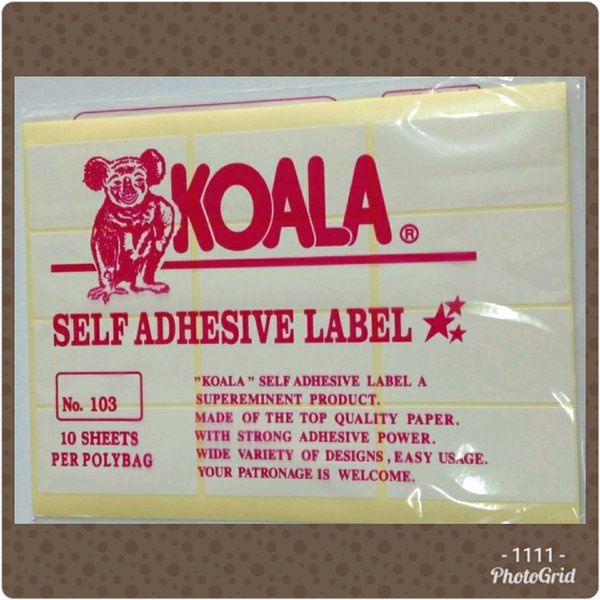 KOALA ®
SELF ADHESIVE LABEL
No. 103
10 SHEETS
PER POLYBAG
"KOALA" SELF ADHESIVE LABEL A
SUPEREMINENT PRODUCT.
MADE OF THE TOP QUALITY PAPER.
WITH STRONG ADHESIVE POWER.
WIDE VARIETY OF DESIGNS , EASY USAGE.
YOUR PATRONAGE IS WELCOME.
- 1111 -
PhotoGrid